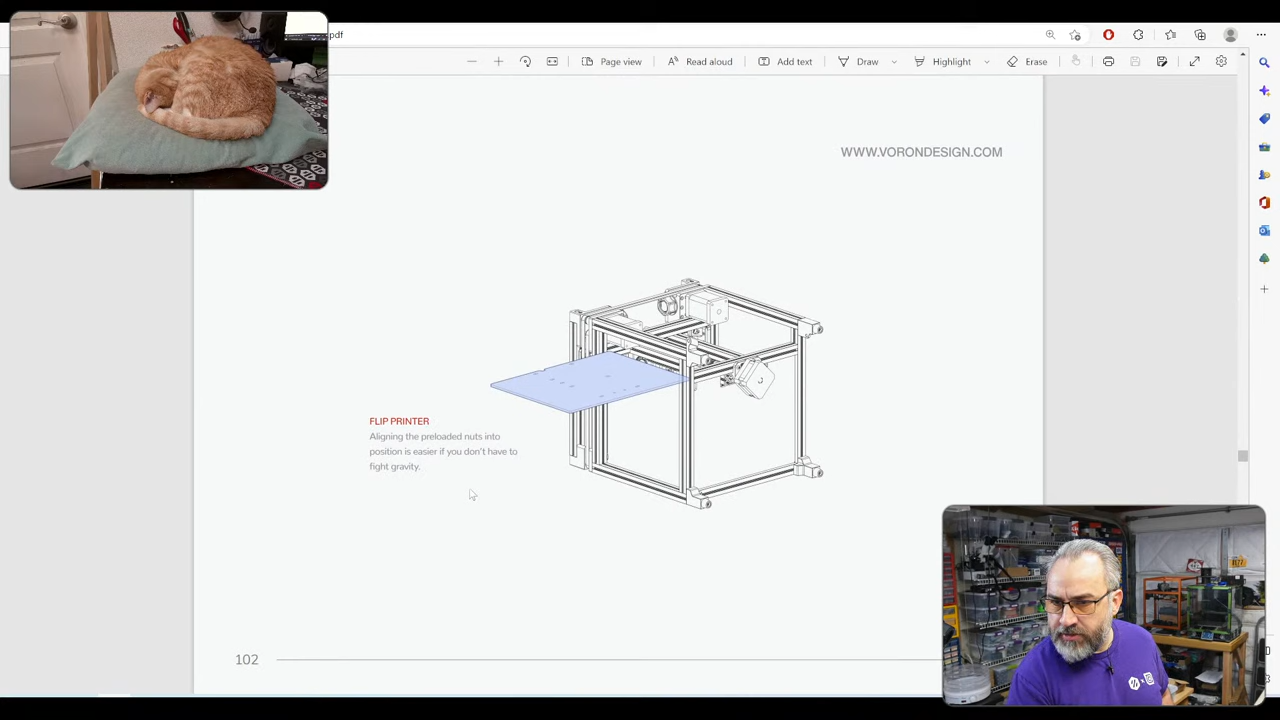 pdf
Page view
Read aloud
Add text
Draw
Highlight
Erase
WWW.VORONDESIGN.COM
FLIP PRINTER
Aligning the preloaded nuts into
position is easier if you don't have to
fight gravity.
102